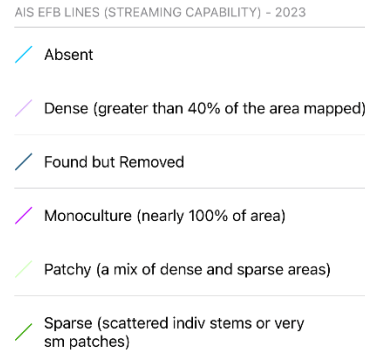 AIS EFB LINES (STREAMING CAPABILITY) - 2023
Absent
Dense (greater than 40% of the area mapped)
Found but Removed
Monoculture (nearly 100% of area)
Patchy (a mix of dense and sparse areas)
Sparse (scattered indiv stems or very
sm patches)